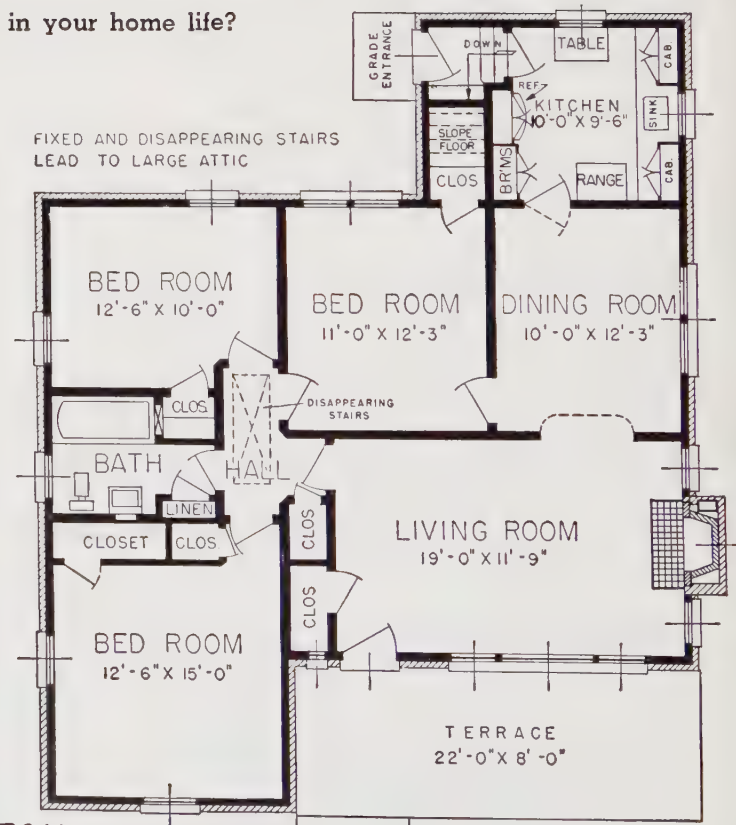 in your home life?
GRADE
ENTRANCE
DOWN
TABLE
CAB.
REF.
KITCHEN
10'-0" X 9'-6"
SINK
FIXED AND DISAPPEARING STAIRS
LEAD TO LARGE ATTIC
SLOPE
FLOOR
CLOS
BR'MS
RANGE
CAB.
BED ROOM
12'-6" X 10'-0"
BED ROOM
11'-0" X 12'-3"
DINING ROOM
10'-0" X 12'-3"
CLOS.
DISAPPEARING
STAIRS
BATH
HALL
LINEN
CLOSET
CLOS.
CLOS
LIVING ROOM
19'-0" X 11'-9"
CLOS
BED ROOM
12'-6" X 15'-0"
TERRACE
22'-0" X 8'-0"